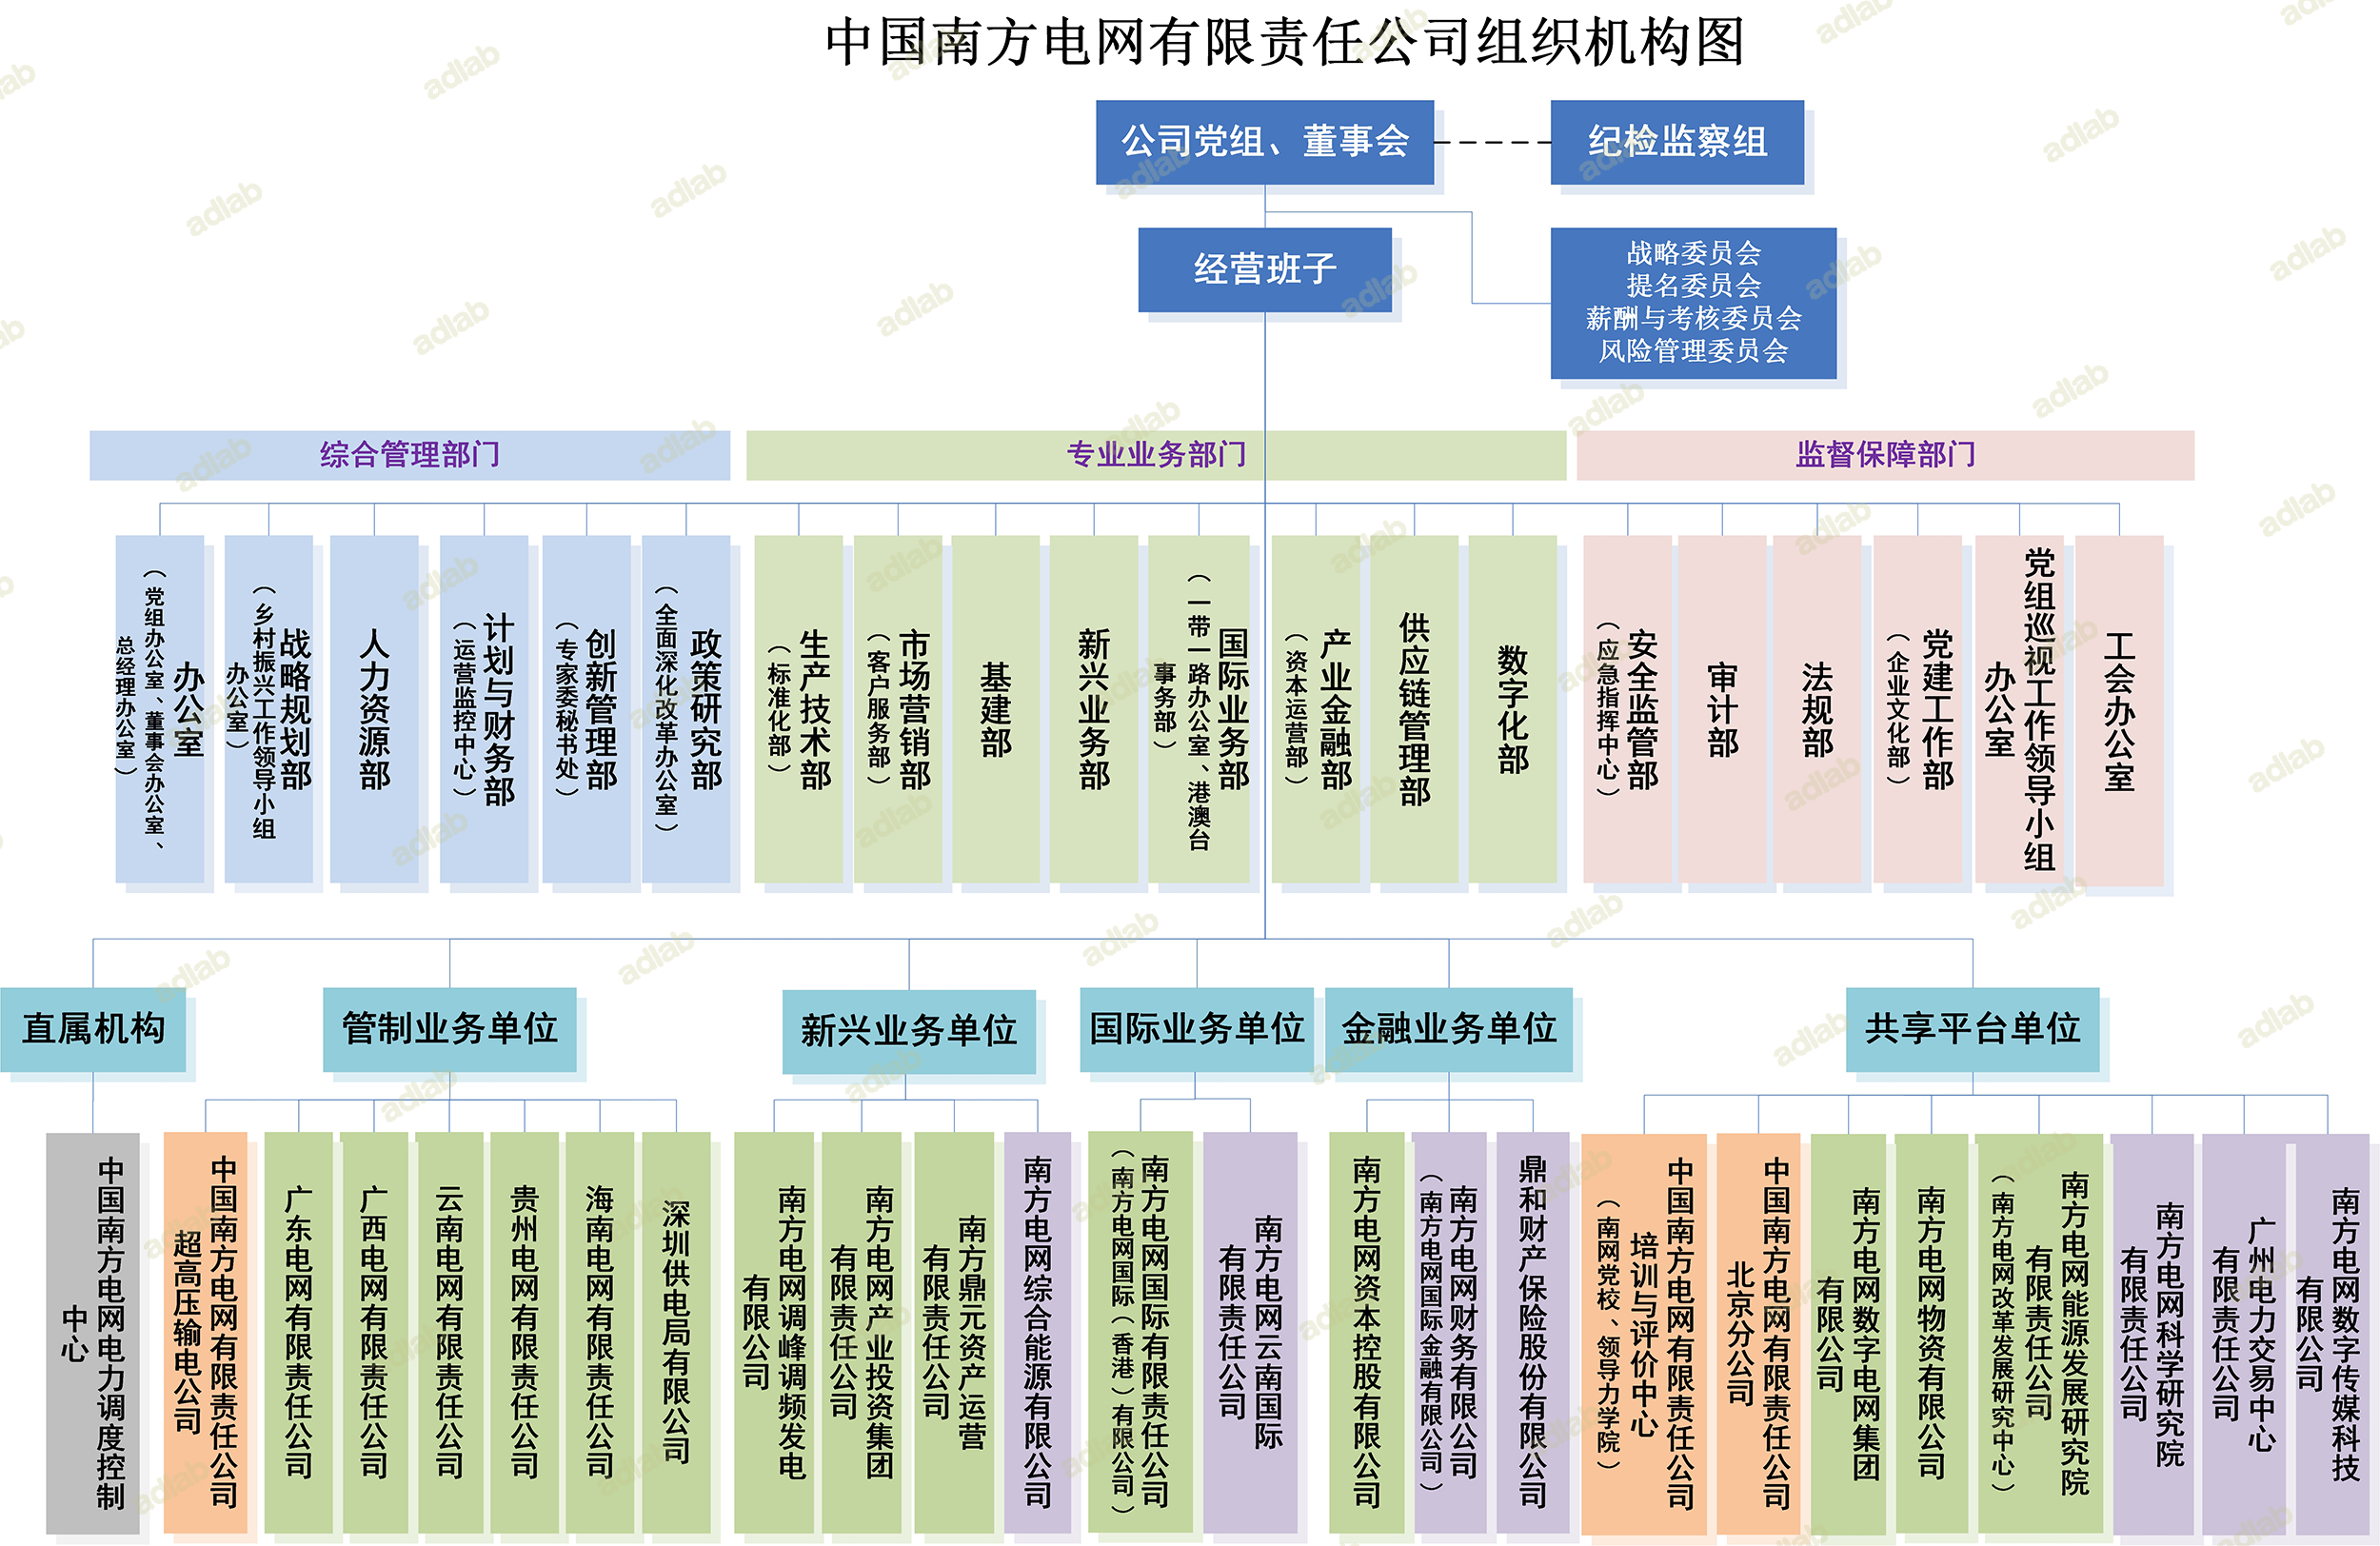 中国南方电网有限责任公司组织机构图
公司党组、董事会
纪检监察组
经营班子
战略委员会
提名委员会
薪酬与考核委员会
风险管理委员会
综合管理部门
专业业务部门
监督保障部门
办公室
（党组办公室、董事会办公室、
总经理办公室）
战略规划部
（乡村振兴工作领导小组
办公室）
人力资源部
计划与财务部
（运营监控中心）
创新管理部
（专家委秘书处）
政策研究部
（全面深化改革办公室）
生产技术部
（标准化部）
市场营销部
（客户服务部）
基建部
新兴业务部
国际业务部
（一带一路办公室、港澳台
事务部）
产业金融部
（资本运营部）
供应链管理部
数字化部
安全监管部
（应急指挥中心）
审计部
法规部
党建工作部
（企业文化部）
党组巡视工作领导小组
办公室
工会办公室
直属机构
管制业务单位
新兴业务单位
国际业务单位
金融业务单位
共享平台单位
中国南方电网电力调度控制
中心
中国南方电网有限责任公司
超高压输电公司
广东电网有限责任公司
广西电网有限责任公司
云南电网有限责任公司
贵州电网有限责任公司
海南电网有限责任公司
深圳供电局有限公司
南方电网调峰调频发电
有限公司
南方电网产业投资集团
有限责任公司
南方鼎元资产运营
有限责任公司
南方电网综合能源有限公司
南方电网国际有限责任公司
（南方电网国际（香港）有限公司）
南方电网云南国际
有限责任公司
南方电网资本控股有限公司
南方电网财务有限公司
（南方电网国际金融有限公司）
鼎和财产保险股份有限公司
中国南方电网有限责任公司
培训与评价中心
（南网党校、领导力学院）
中国南方电网有限责任公司
北京分公司
南方电网数字电网集团
有限公司
南方电网物资有限公司
南方电网能源发展研究院
有限责任公司
（南方电网改革发展研究中心）
南方电网科学研究院
有限责任公司
广州电力交易中心
有限责任公司
南方电网数字传媒科技
有限公司